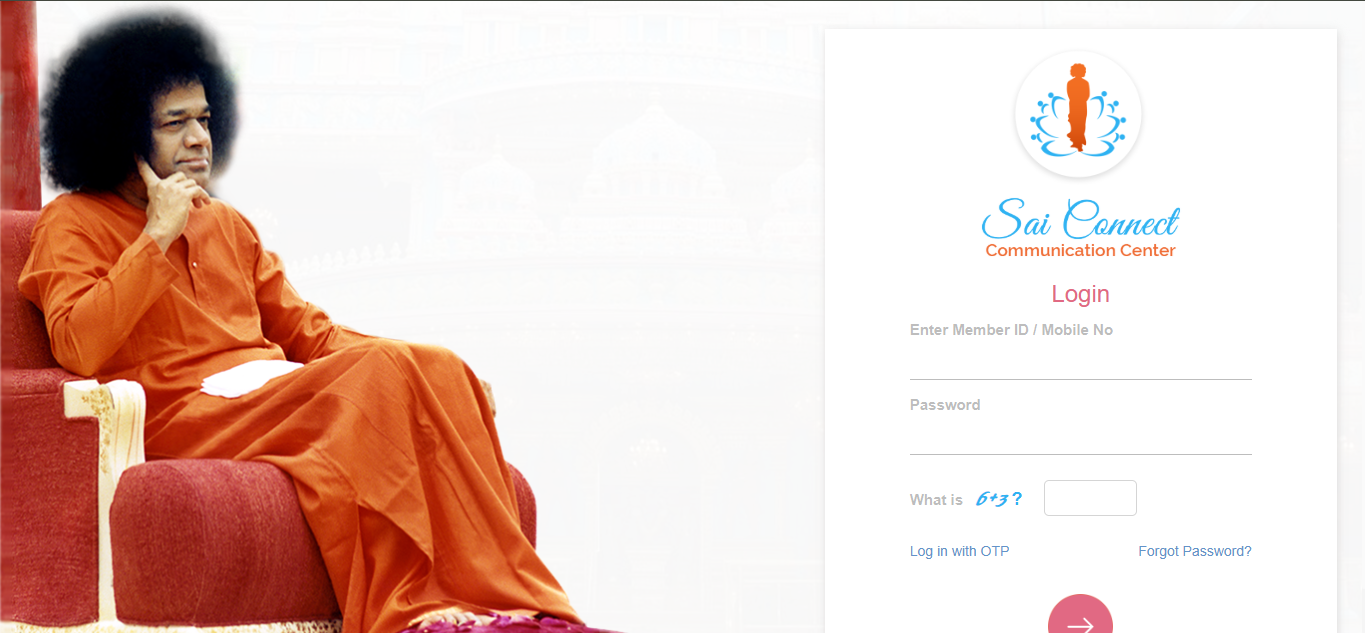 Sai Connect
Communication Center
Login
Enter Member ID / Mobile No
Password
What is 6+3 ?
Log in with OTP
Forgot Password?